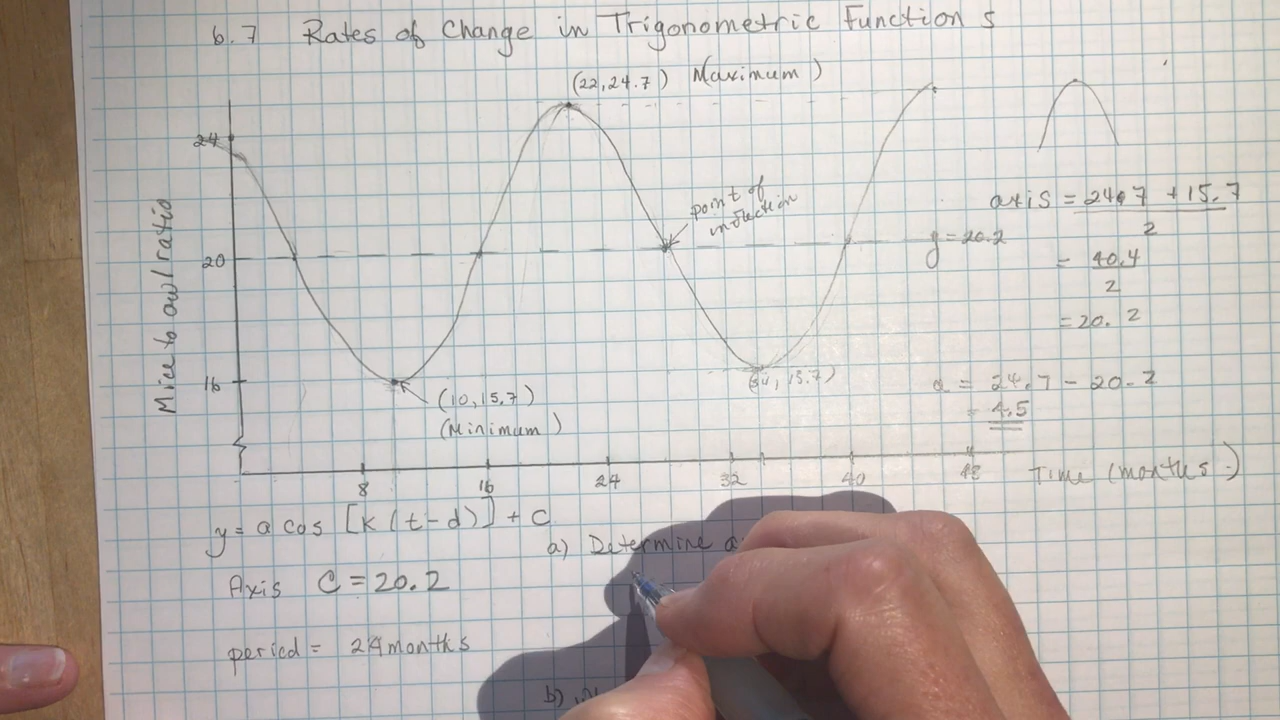 6.7 Rates of Change in Trigonometric Functions
(22,24.7) Maximum)
24
20
16
Mice to owl ratio
point of
inflection
y=20.2
axis = 24.7 + 15.7
2
= 40.4
2
=20.2
(10,15.7)
(Minimum)
(34, 15.7)
a = 24.7 - 20.2
= 4.5
8 16 24 32 40 48
Time (months)
y = a cos [K(t-d)] + C
a) Determine
Axis C = 20.2
period = 24 months
b)